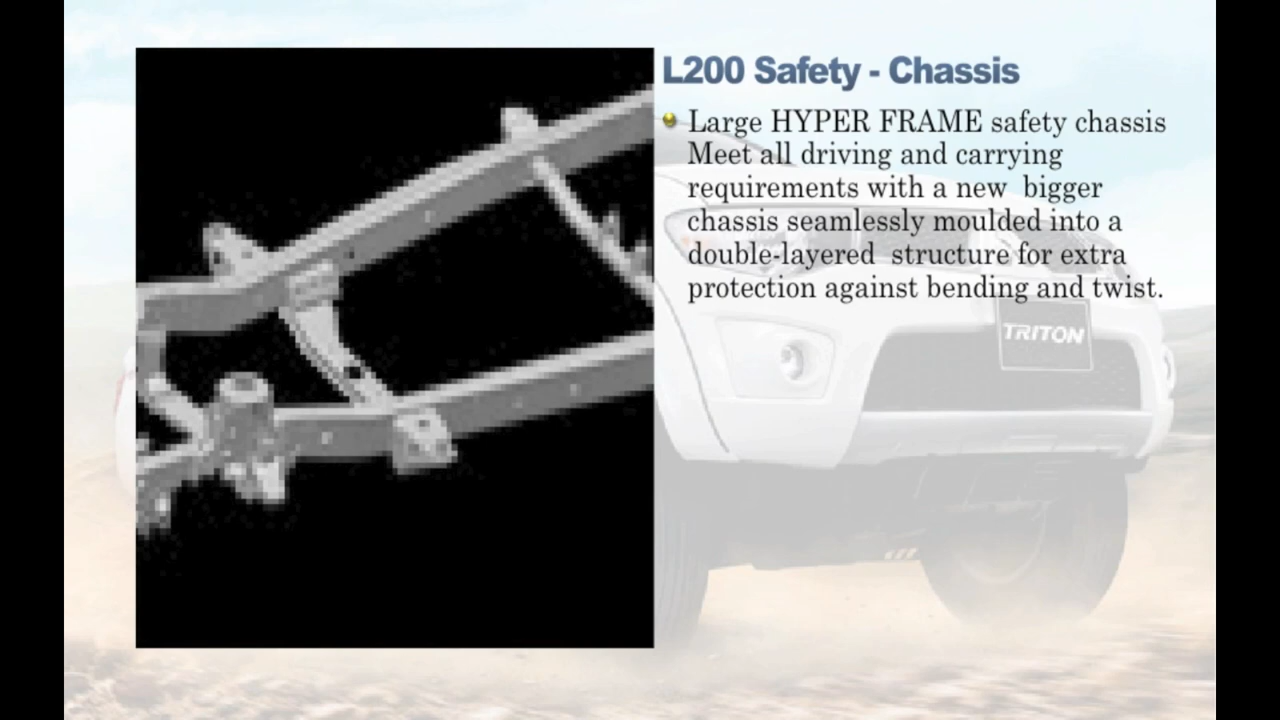 L200 Safety - Chassis
Large HYPER FRAME safety chassis
Meet all driving and carrying
requirements with a new  bigger
chassis seamlessly moulded into a
double-layered  structure for extra
protection against bending and twist.
TRITON